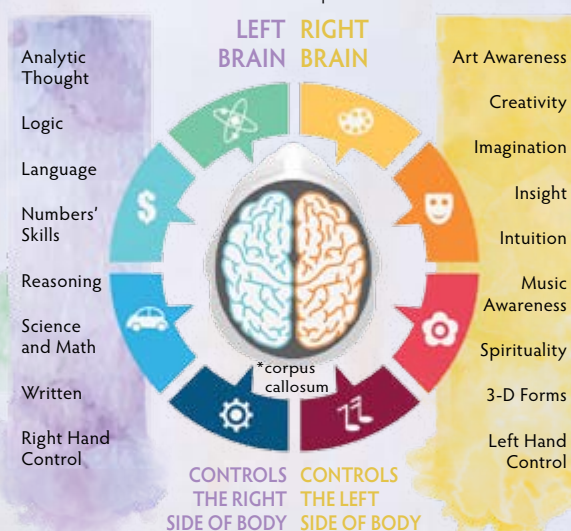 LEFT RIGHT
BRAIN BRAIN
Analytic
Thought
Logic
Language
Numbers'
Skills
Reasoning
Science
and Math
Written
Right Hand
Control
Art Awareness
Creativity
Imagination
Insight
Intuition
Music
Awareness
Spirituality
3-D Forms
Left Hand
Control
$
*corpus
callosum
CONTROLS CONTROLS
THE RIGHT THE LEFT
SIDE OF BODY SIDE OF BODY